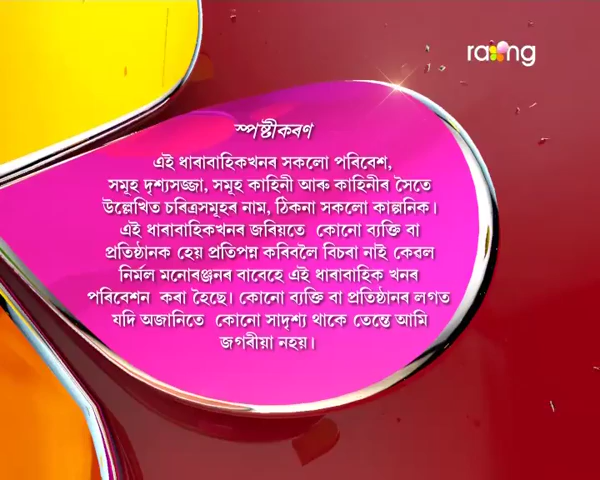 rang
স্পষ্টীকৰণ
এই ধাৰাবাহিকখনৰ সকলো পৰিবেশ,
সমূহ দৃশ্যসজ্জা, সমূহ কাহিনী আৰু কাহিনীৰ সৈতে
উল্লেখিত চৰিত্ৰসমূহৰ নাম, ঠিকনা সকলো কাল্পনিক।
এই ধাৰাবাহিকখনৰ জৰিয়তে কোনো ব্যক্তি বা
প্ৰতিষ্ঠানক হেয় প্ৰতিপন্ন কৰিবলৈ বিচৰা নাই কেৱল
নিৰ্মল মনোৰঞ্জনৰ বাবেহে এই ধাৰাবাহিক খনৰ
পৰিবেশন কৰা হৈছে। কোনো ব্যক্তি বা প্ৰতিষ্ঠানৰ লগত
যদি অজানিতে কোনো সাদৃশ্য থাকে তেন্তে আমি
জগৰীয়া নহয়।